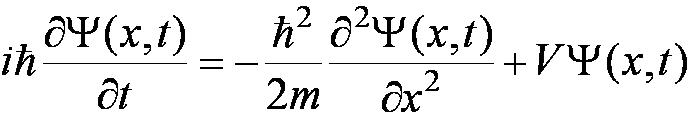 iħ ∂Ψ(x,t)/∂t = −ħ²/2m ∂²Ψ(x,t)/∂x² + VΨ(x,t)